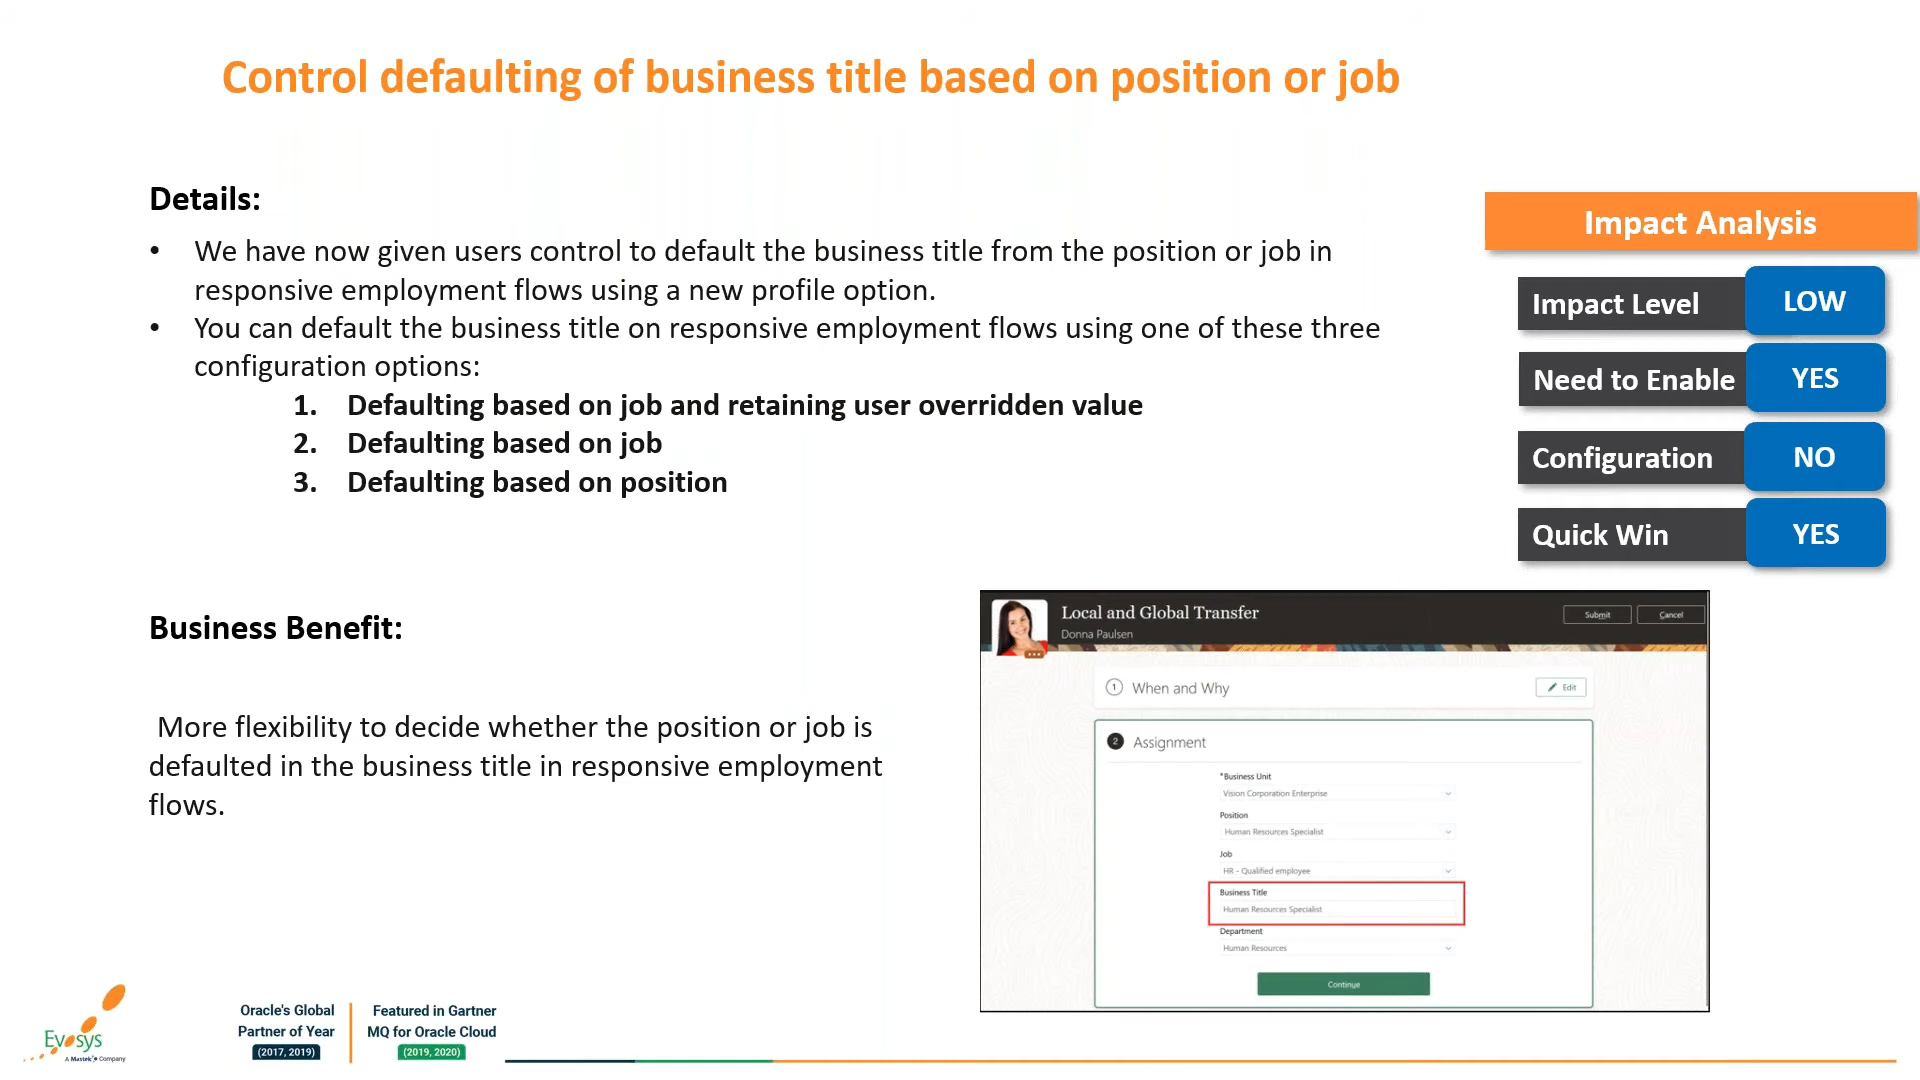 Control defaulting of business title based on position or job
Details:
• We have now given users control to default the business title from the position or job in
responsive employment flows using a new profile option.
• You can default the business title on responsive employment flows using one of these three
configuration options:
1. Defaulting based on job and retaining user overridden value
2. Defaulting based on job
3. Defaulting based on position
Impact Analysis
Impact Level LOW
Need to Enable YES
Configuration NO
Quick Win YES
Business Benefit:
More flexibility to decide whether the position or job is
defaulted in the business title in responsive employment
flows.
Local and Global Transfer
Donna Paulsen
Submit Cancel
1 When and Why
Edit
2 Assignment
*Business Unit
Vision Corporation Enterprise
Position
Human Resources Specialist
Job
HR - Qualified employee
Business Title
Human Resources Specialist
Department
Human Resources
Continue
Evosys
A Mastek Company
Oracle's Global
Partner of Year
(2017, 2019)
Featured in Gartner
MQ for Oracle Cloud
(2019, 2020)